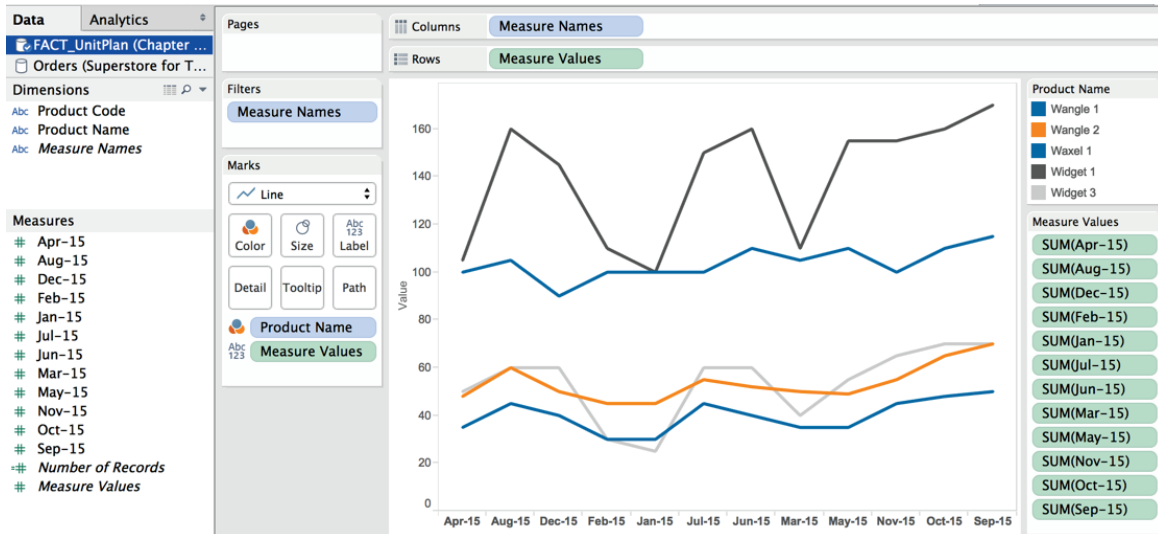 Data
Analytics
FACT_UnitPlan (Chapter ...
Orders (Superstore for T...
Dimensions
Abc Product Code
Abc Product Name
Abc Measure Names
Measures
# Apr-15
# Aug-15
# Dec-15
# Feb-15
# Jan-15
# Jul-15
# Jun-15
# Mar-15
# May-15
# Nov-15
# Oct-15
# Sep-15
=# Number of Records
# Measure Values
Pages
Filters
Measure Names
Marks
Line
Color
Size
Abc
123
Label
Detail
Tooltip
Path
Product Name
Abc
123
Measure Values
Columns
Measure Names
Rows
Measure Values
Value
160
140
120
100
80
60
40
20
0
Apr-15 Aug-15 Dec-15 Feb-15 Jan-15 Jul-15 Jun-15 Mar-15 May-15 Nov-15 Oct-15 Sep-15
Product Name
Wangle 1
Wangle 2
Waxel 1
Widget 1
Widget 3
Measure Values
SUM(Apr-15)
SUM(Aug-15)
SUM(Dec-15)
SUM(Feb-15)
SUM(Jan-15)
SUM(Jul-15)
SUM(Jun-15)
SUM(Mar-15)
SUM(May-15)
SUM(Nov-15)
SUM(Oct-15)
SUM(Sep-15)